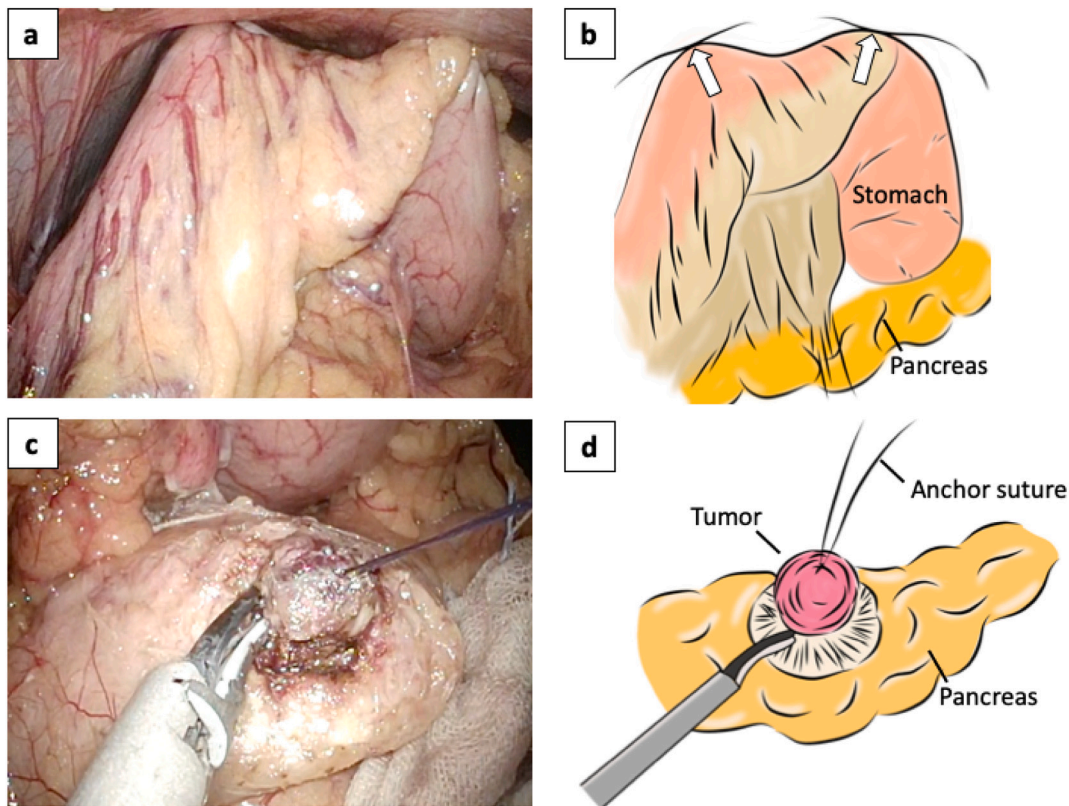 a
b
Stomach
Pancreas
c
d
Anchor suture
Tumor
Pancreas